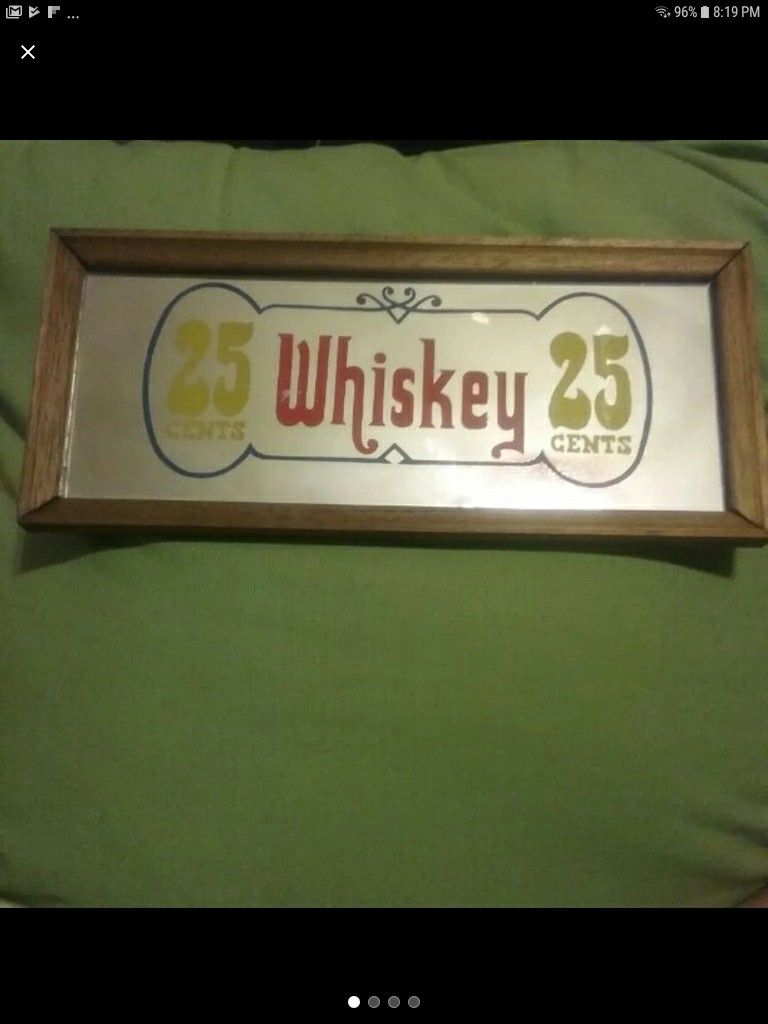 96% 8:19 PM
25 Whiskey 25
CENTS CENTS